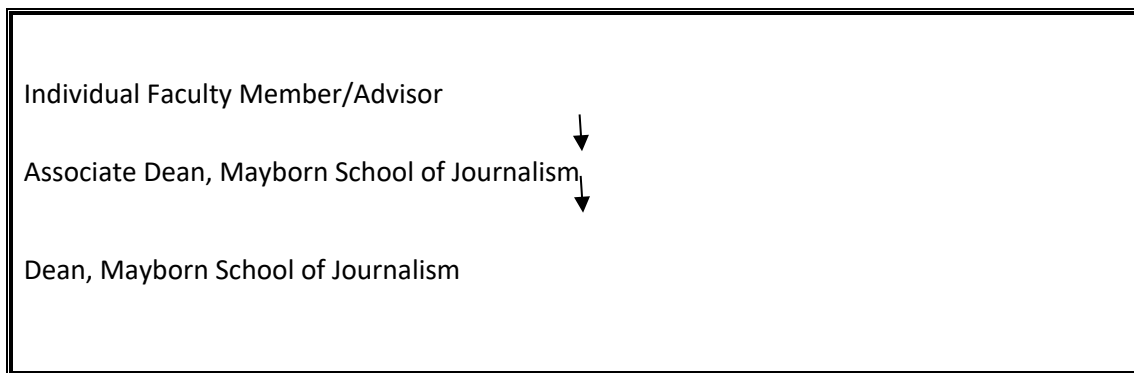 Individual Faculty Member/Advisor
Associate Dean, Mayborn School of Journalism
Dean, Mayborn School of Journalism